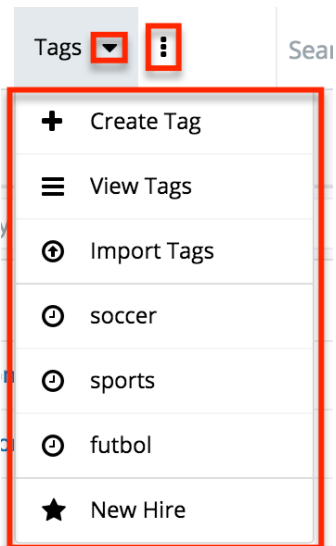 Tags
Sear
Create Tag
View Tags
Import Tags
soccer
sports
futbol
New Hire